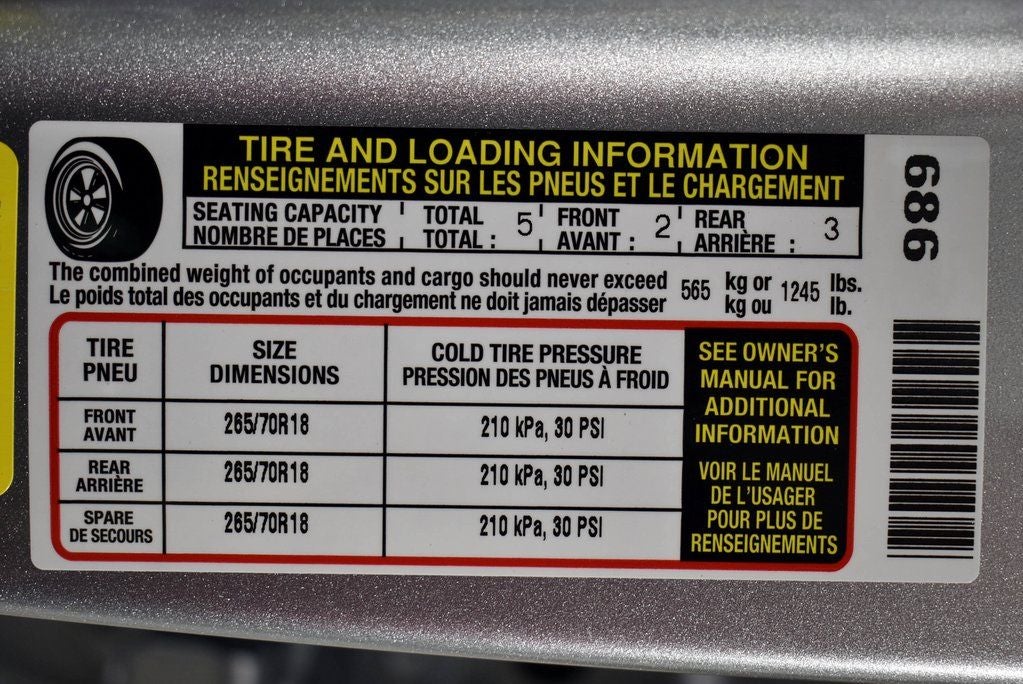 TIRE AND LOADING INFORMATION
RENSEIGNEMENTS SUR LES PNEUS ET LE CHARGEMENT
SEATING CAPACITY TOTAL 5 FRONT 2 REAR 3
NOMBRE DE PLACES TOTAL : AVANT : ARRIÈRE :
The combined weight of occupants and cargo should never exceed 565 kg or 1245 lbs.
Le poids total des occupants et du chargement ne doit jamais dépasser kg ou lb.
TIRE
PNEU
SIZE
DIMENSIONS
COLD TIRE PRESSURE
PRESSION DES PNEUS À FROID
FRONT
AVANT
265/70R18
210 kPa, 30 PSI
REAR
ARRIÈRE
265/70R18
210 kPa, 30 PSI
SPARE
DE SECOURS
265/70R18
210 kPa, 30 PSI
SEE OWNER'S
MANUAL FOR
ADDITIONAL
INFORMATION
VOIR LE MANUEL
DE L'USAGER
POUR PLUS DE
RENSEIGNEMENTS
689